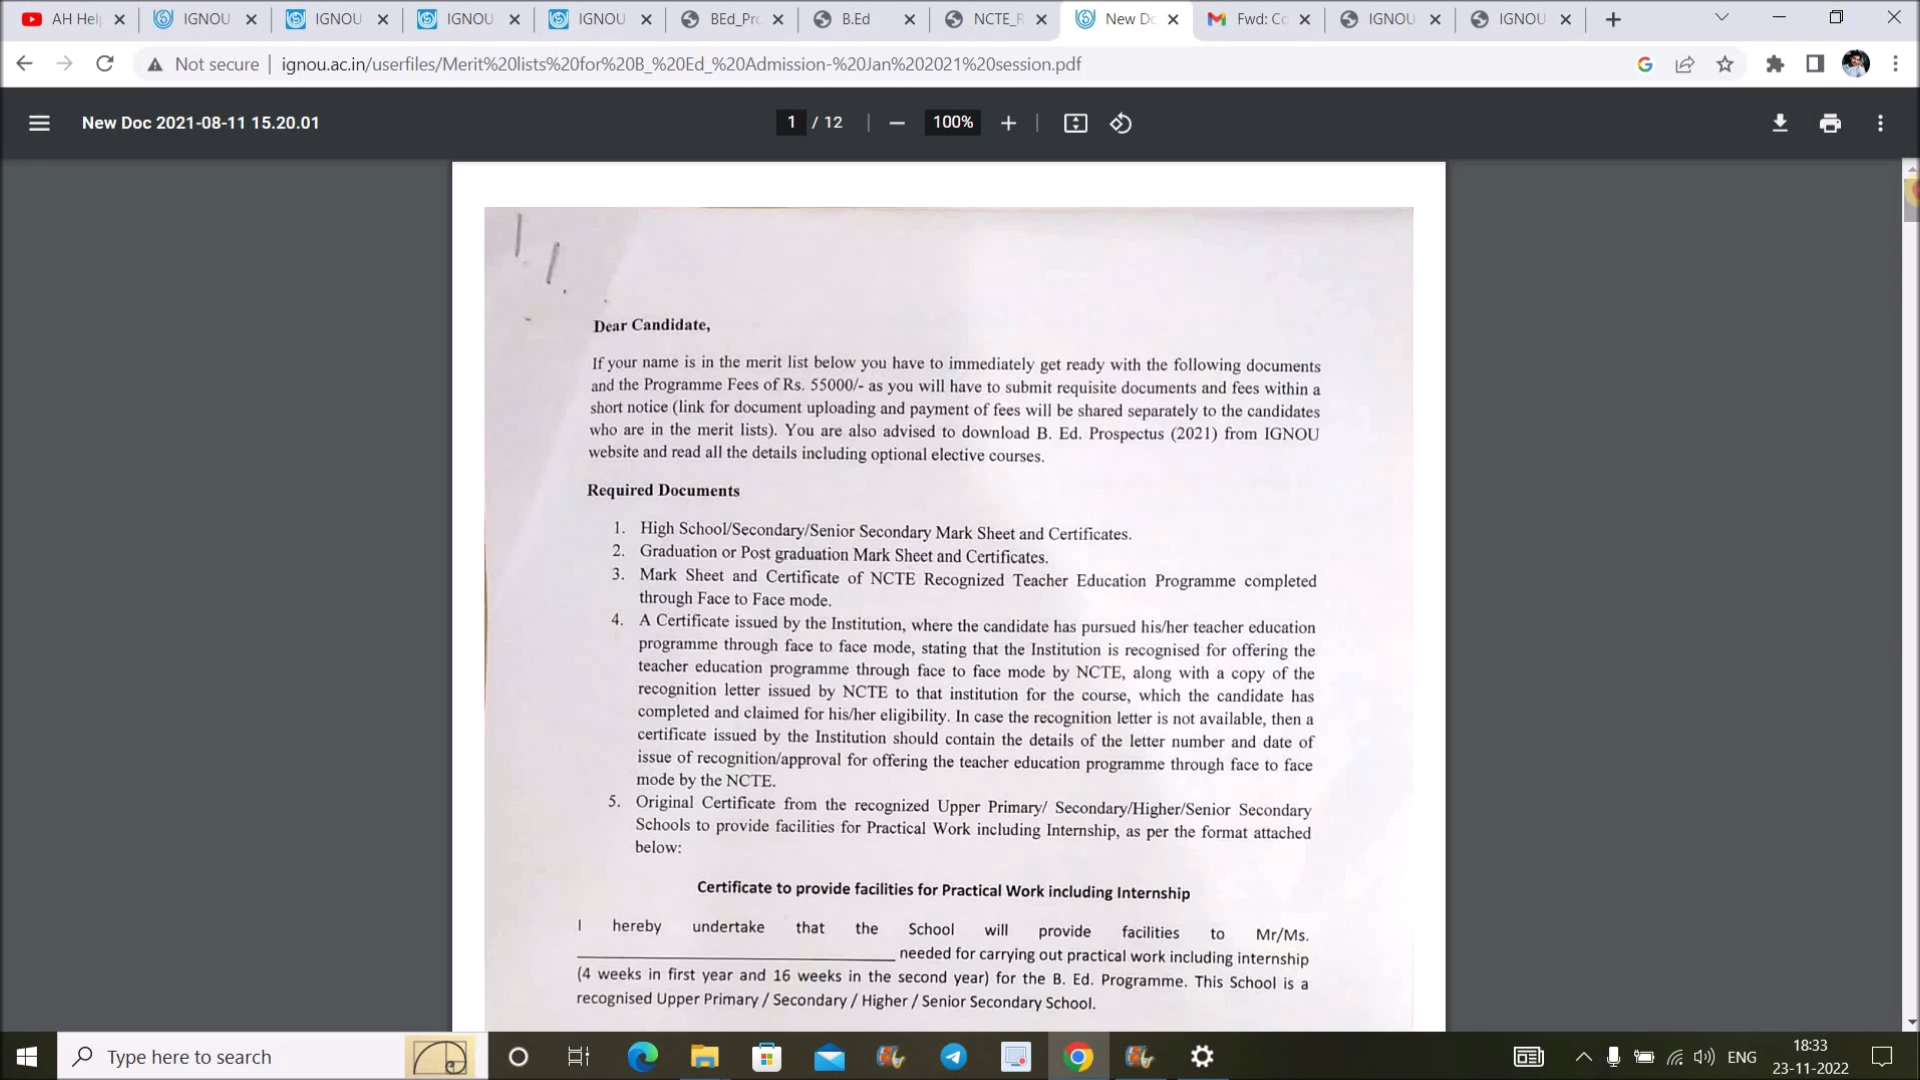 AH Hel
IGNOU
IGNOU
IGNOU
IGNOU
BEd_Pro
B.Ed
NCTE_R
New Do
Fwd: Co
IGNOU
IGNOU
Not secure
ignou.ac.in/userfiles/Merit%20lists%20for%20B_%20Ed_%20Admission-%20Jan%202021%20session.pdf
New Doc 2021-08-11 15.20.01
1 / 12
100%
Dear Candidate,
If your name is in the merit list below you have to immediately get ready with the following documents
and the Programme Fees of Rs. 55000/- as you will have to submit requisite documents and fees within a
short notice (link for document uploading and payment of fees will be shared separately to the candidates
who are in the merit lists). You are also advised to download B. Ed. Prospectus (2021) from IGNOU
website and read all the details including optional elective courses.
Required Documents
1. High School/Secondary/Senior Secondary Mark Sheet and Certificates.
2. Graduation or Post graduation Mark Sheet and Certificates.
3. Mark Sheet and Certificate of NCTE Recognized Teacher Education Programme completed
through Face to Face mode.
4. A Certificate issued by the Institution, where the candidate has pursued his/her teacher education
programme through face to face mode, stating that the Institution is recognised for offering the
teacher education programme through face to face mode by NCTE, along with a copy of the
recognition letter issued by NCTE to that institution for the course, which the candidate has
completed and claimed for his/her eligibility. In case the recognition letter is not available, then a
certificate issued by the Institution should contain the details of the letter number and date of
issue of recognition/approval for offering the teacher education programme through face to face
mode by the NCTE.
5. Original Certificate from the recognized Upper Primary/ Secondary/Higher/Senior Secondary
Schools to provide facilities for Practical Work including Internship, as per the format attached
below:
Certificate to provide facilities for Practical Work including Internship
I hereby undertake that the School will provide facilities to Mr/Ms.
needed for carrying out practical work including internship
(4 weeks in first year and 16 weeks in the second year) for the B. Ed. Programme. This School is a
recognised Upper Primary / Secondary / Higher / Senior Secondary School.
Type here to search
ENG
18:33
23-11-2022